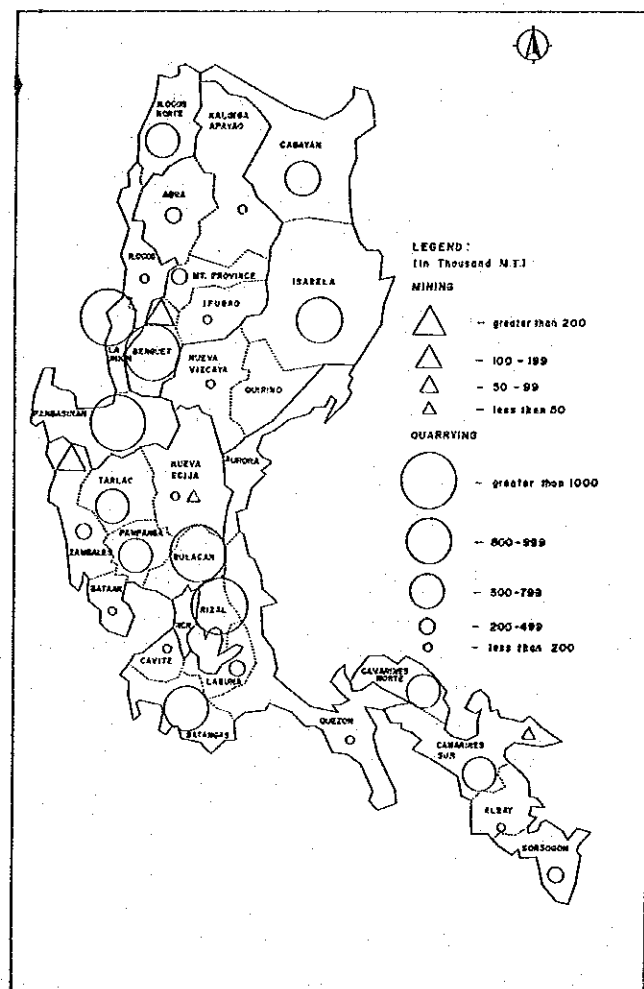 ILOCOS
NORTE
KALINGA
APAYAO
CAGAYAN
ABRA
ILOCOS
MT. PROVINCE
IFUGAO
ISABELA
LA
UNION
BENGUET
NUEVA
VIZCAYA
QUIRINO
PANGASINAN
NUEVA
ECIJA
AURORA
TARLAC
PAMPANGA
ZAMBALES
BULACAN
BATAAN
NCR
RIZAL
CAVITE
LAGUNA
BATANGAS
QUEZON
CAMARINES
NORTE
CAMARINES
SUR
ELBAY
SORSOGON
LEGEND :
(In Thousand M.T.)
MINING
- greater than 200
- 100 - 199
- 50 - 99
- less than 50
QUARRYING
- greater than 1000
- 800 - 999
- 500 - 799
- 200 - 499
- less than 200